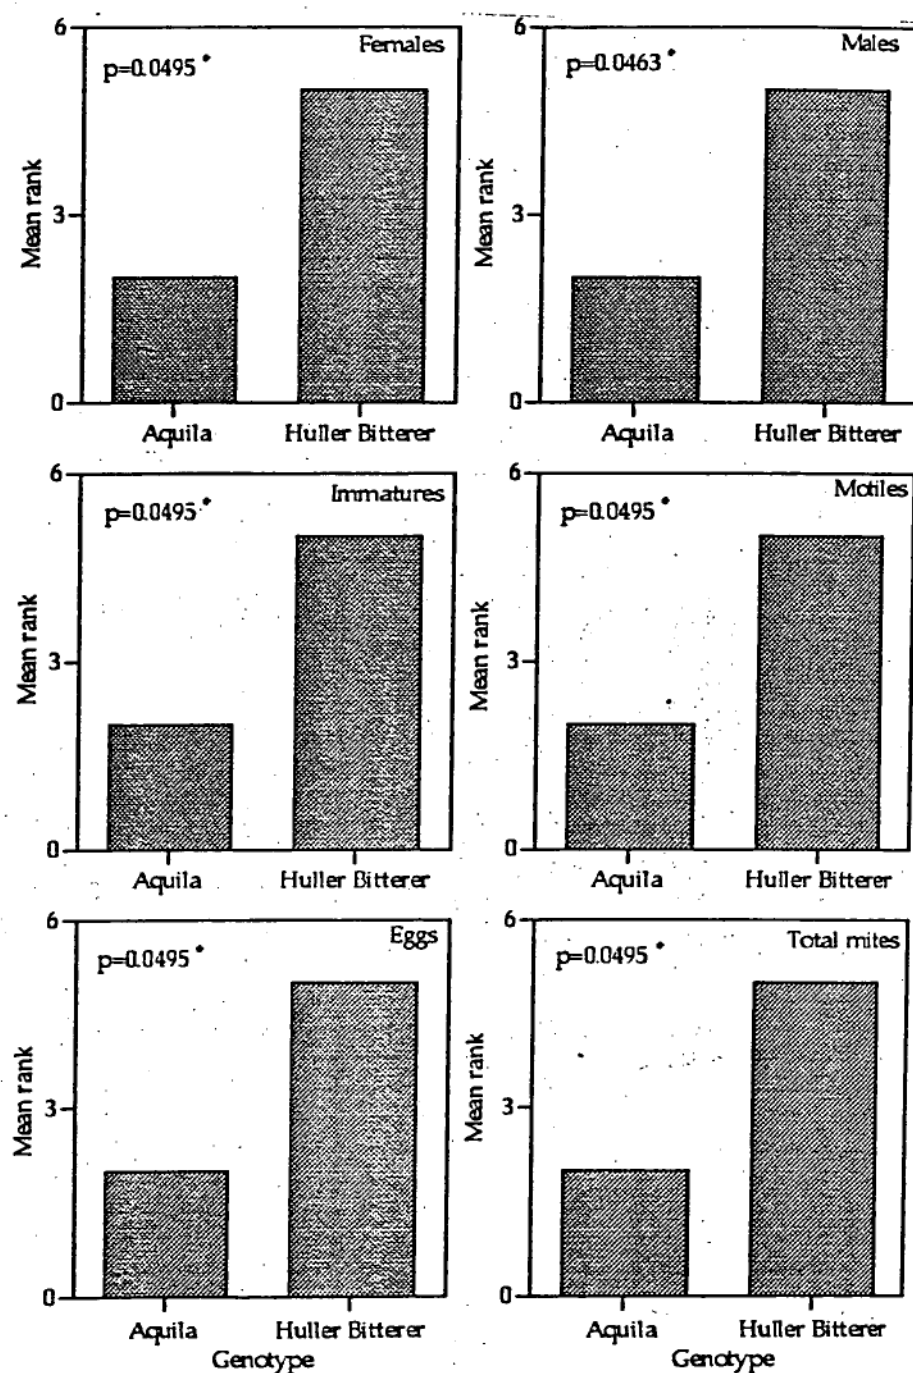 6
Females
p=0.0495 *
Mean rank
3
0
Aquila
Huller Bitterer
6
Males
p=0.0463 *
Mean rank
3
0
Aquila
Huller Bitterer
6
Immatures
p=0.0495 *
Mean rank
3
0
Aquila
Huller Bitterer
6
Motiles
p=0.0495 *
Mean rank
3
0
Aquila
Huller Bitterer
6
Eggs
p=0.0495 *
Mean rank
3
0
Aquila
Huller Bitterer
Genotype
6
Total mites
p=0.0495 *
Mean rank
3
0
Aquila
Huller Bitterer
Genotype